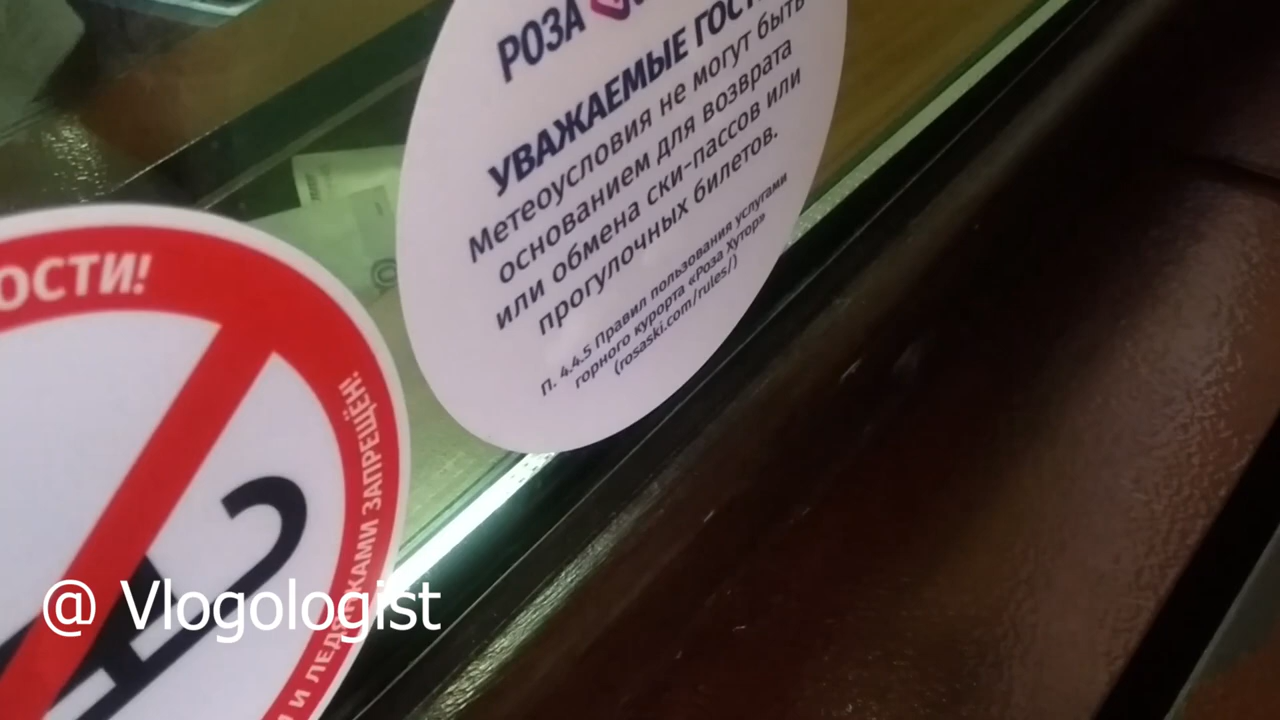 РОЗА
УВАЖАЕМЫЕ ГОСТ
Метеоусловия не могут быть
основанием для возврата
или обмена ски-пассов или
прогулочных билетов.
П. 4.4.5 Правил пользования услугами
горного курорта «Роза Хутор»
(rosaski.com/rules/)
ОСТИ!
И ЛЕДЯНКАМИ ЗАПРЕЩЁН!
@ Vlogologist